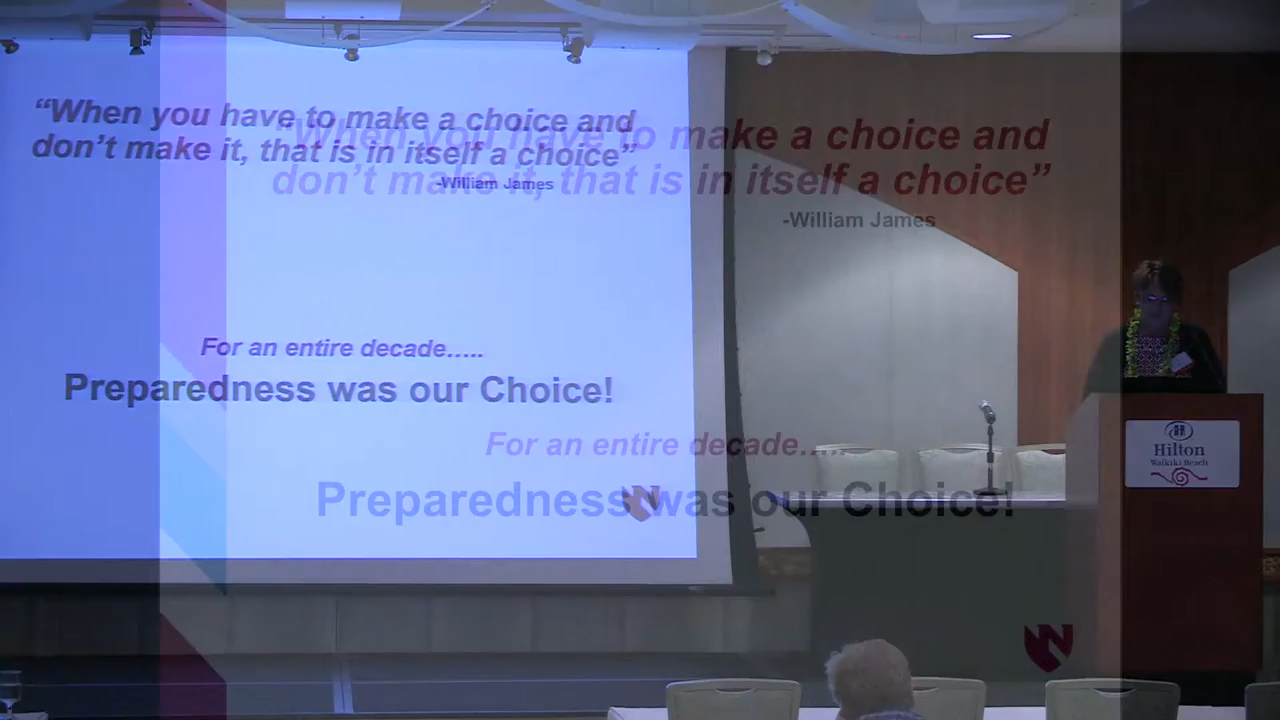 “When you have to make a choice and
don’t make it, that is in itself a choice”
-William James
For an entire decade.....
Preparedness was our Choice!
“When you have to make a choice and
don’t make it, that is in itself a choice”
-William James
For an entire decade.....
Preparedness was our Choice!
Hilton
Waikiki Beach